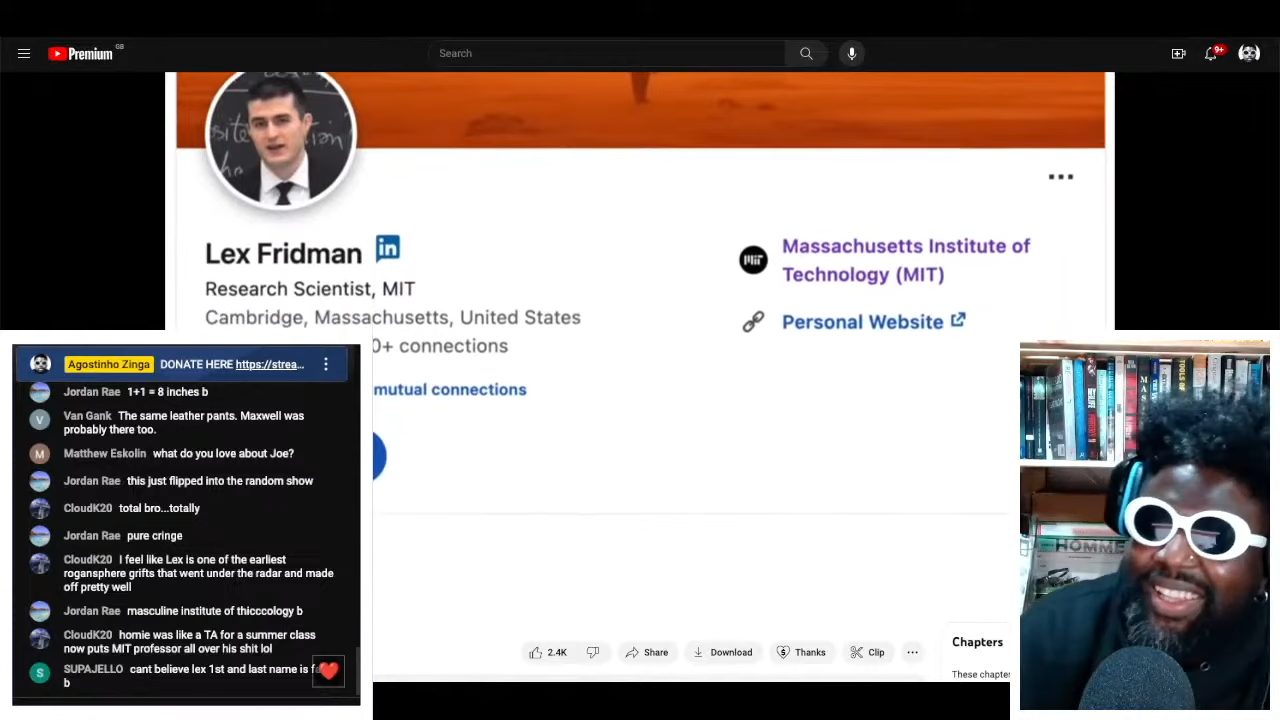 Premium GB
Search
9+
Lex Fridman in
Research Scientist, MIT
Cambridge, Massachusetts, United States
0+ connections
mutual connections
Massachusetts Institute of
Technology (MIT)
Personal Website
Agostinho Zinga DONATE HERE https://strea...
Jordan Rae 1+1 = 8 inches b
V Van Gank The same leather pants. Maxwell was
probably there too.
M Matthew Eskolin what do you love about Joe?
Jordan Rae this just flipped into the random show
CloudK20 total bro...totally
Jordan Rae pure cringe
CloudK20 I feel like Lex is one of the earliest
rogansphere grifts that went under the radar and made
off pretty well
Jordan Rae masculine institute of thicccology b
CloudK20 homie was like a TA for a summer class
now puts MIT professor all over his shit lol
S SUPAJELLO cant believe lex 1st and last name is
b
2.4K
Share
Download
Thanks
Clip
Chapters
These chapter
HOMME